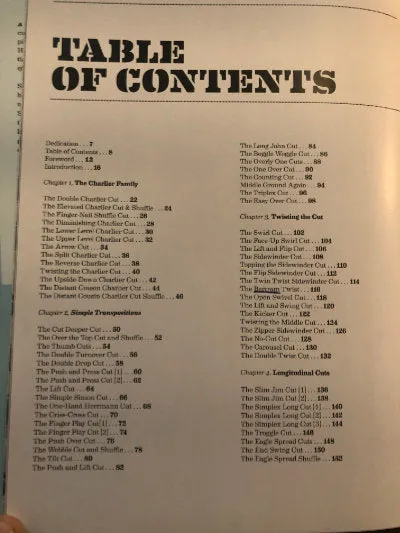 TABLE
OF CONTENTS
Dedication . . . 7
Table of Contents . . . 8
Foreword . . . 12
Introduction . . . 16
Chapter 1, The Charlier Family
The Double Charlier Cut . . . 22
The Elevated Charlier Cut & Shuffle . . . 24
The Finger-Nail Shuffle Cut . . . 26
The Diminishing Charlier Cut . . . 28
The Lower Level Charlier Cut . . . 30
The Upper Level Charlier Cut . . . 32
The Arrow Cut . . . 34
The Split Charlier Cut . . . 36
The Reverse Charlier Cut . . . 38
Twisting the Charlier Cut . . . 40
The Upside Down Charlier Cut . . . 42
The Distant Cousin Charlier Cut . . . 44
The Distant Cousin Charlier Cut Shuffle . . . 46
Chapter 2, Simple Transpositions
The Cut Deeper Cut . . . 50
The Over the Top Cut and Shuffle . . . 52
The Thumb Cuts . . . 54
The Double Turnover Cut . . . 56
The Double Drop Cut . . . 58
The Push and Press Cut [1] . . . 60
The Push and Press Cut [2] . . . 62
The Lift Cut . . . 64
The Simple Simon Cut . . . 66
The One-Hand Herrmann Cut . . . 68
The Criss-Cross Cut . . . 70
The Finger Play Cut [1] . . . 72
The Finger Play Cut [2] . . . 74
The Push Over Cut . . . 76
The Wobble Cut and Shuffle . . . 78
The Tilt Cut . . . 80
The Push and Lift Cut . . . 82
The Long John Cut . . . 84
The Boggle Woggle Cut . . . 86
The Overly One Cuts . . . 88
The One Over Cut . . . 90
The Counting Cut . . . 92
Middle Ground Again . . . 94
The Triplex Cut . . . 96
The Easy Over Cut . . . 98
Chapter 3, Twisting the Cut
The Swirl Cut . . . 102
The Face-Up Swirl Cut . . . 104
The Lift and Flip Cut . . . 106
The Sidewinder Cut . . . 108
Topping the Sidewinder Cut . . . 110
The Flip Sidewinder Cut . . . 112
The Twin Twist Sidewinder Cut . . . 114
The Bertram Twist . . . 116
The Open Swivel Cut . . . 118
The Lift and Swing Cut . . . 120
The Kicker Cut . . . 122
Twisting the Middle Cut . . . 124
The Zipper Sidewinder Cut . . . 126
The No-Cut Cut . . . 128
The Carousel Cut . . . 130
The Double Twist Cut . . . 132
Chapter 4, Longitudinal Cuts
The Slim Jim Cut [1] . . . 136
The Slim Jim Cut [2] . . . 138
The Simplex Long Cut [1] . . . 140
The Simplex Long Cut [2] . . . 142
The Simplex Long Cut [3] . . . 144
The Toggle Cut . . . 146
The Eagle Spread Cuts . . . 148
The End Swing Cut . . . 150
The Eagle Spread Shuffle . . . 152